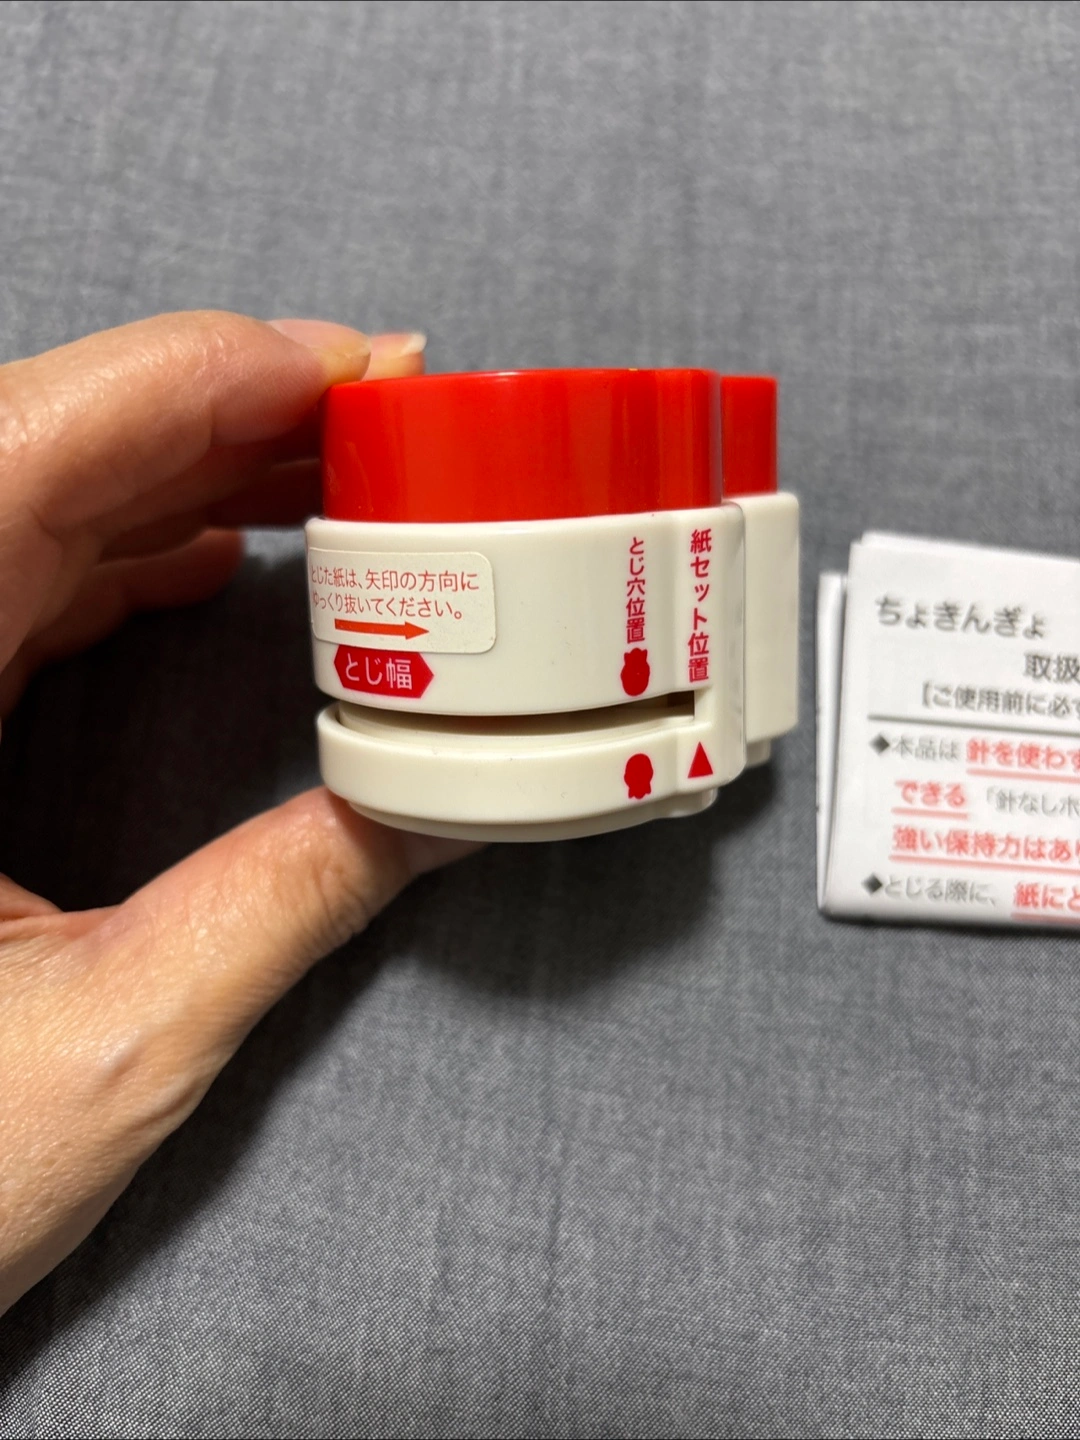 とじた紙は、矢印の方向に
ゆっくり抜いてください。
とじ幅
とじ穴位置
紙セット位置
ちょきんぎょ
取扱
【ご使用前に必ず
◆本品は 針を使わず
できる 「針なしホ
強い保持力はあり
◆とじる際に、紙にと